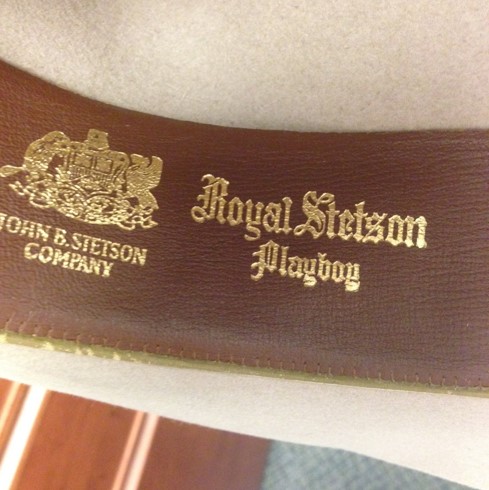 JOHN B. STETSON
COMPANY
Royal Stetson
Playboy